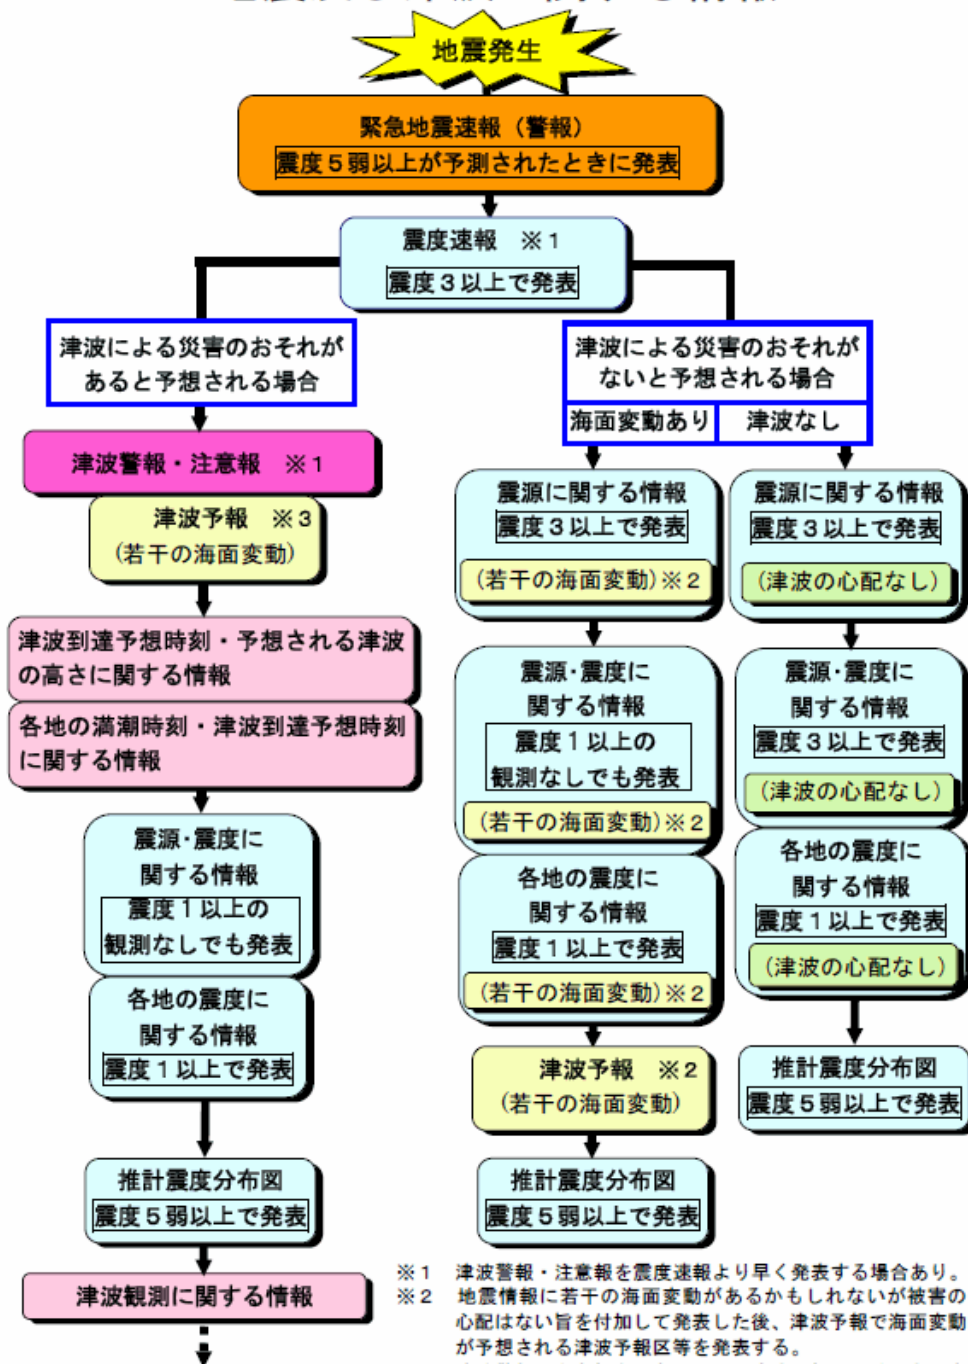 地震発生
緊急地震速報（警報）
震度５弱以上が予測されたときに発表
震度速報　※１
震度３以上で発表
津波による災害のおそれが
あると予想される場合
津波警報・注意報　※１
津波予報　※３
(若干の海面変動)
津波到達予想時刻・予想される津波
の高さに関する情報
各地の満潮時刻・津波到達予想時刻
に関する情報
震源・震度に
関する情報
震度１以上の
観測なしでも発表
各地の震度に
関する情報
震度１以上で発表
推計震度分布図
震度５弱以上で発表
津波観測に関する情報
津波による災害のおそれが
ないと予想される場合
海面変動あり
津波なし
震源に関する情報
震度３以上で発表
(若干の海面変動)※２
震源・震度に
関する情報
震度１以上の
観測なしでも発表
(若干の海面変動)※２
各地の震度に
関する情報
震度１以上で発表
(若干の海面変動)※２
津波予報　※２
(若干の海面変動)
推計震度分布図
震度５弱以上で発表
震源に関する情報
震度３以上で発表
(津波の心配なし)
震源・震度に
関する情報
震度３以上で発表
(津波の心配なし)
各地の震度に
関する情報
震度１以上で発表
(津波の心配なし)
推計震度分布図
震度５弱以上で発表
※１　津波警報・注意報を震度速報より早く発表する場合あり。
※２　地震情報に若干の海面変動があるかもしれないが被害の
心配はない旨を付加して発表した後、津波予報で海面変動
が予想される津波予報区等を発表する。